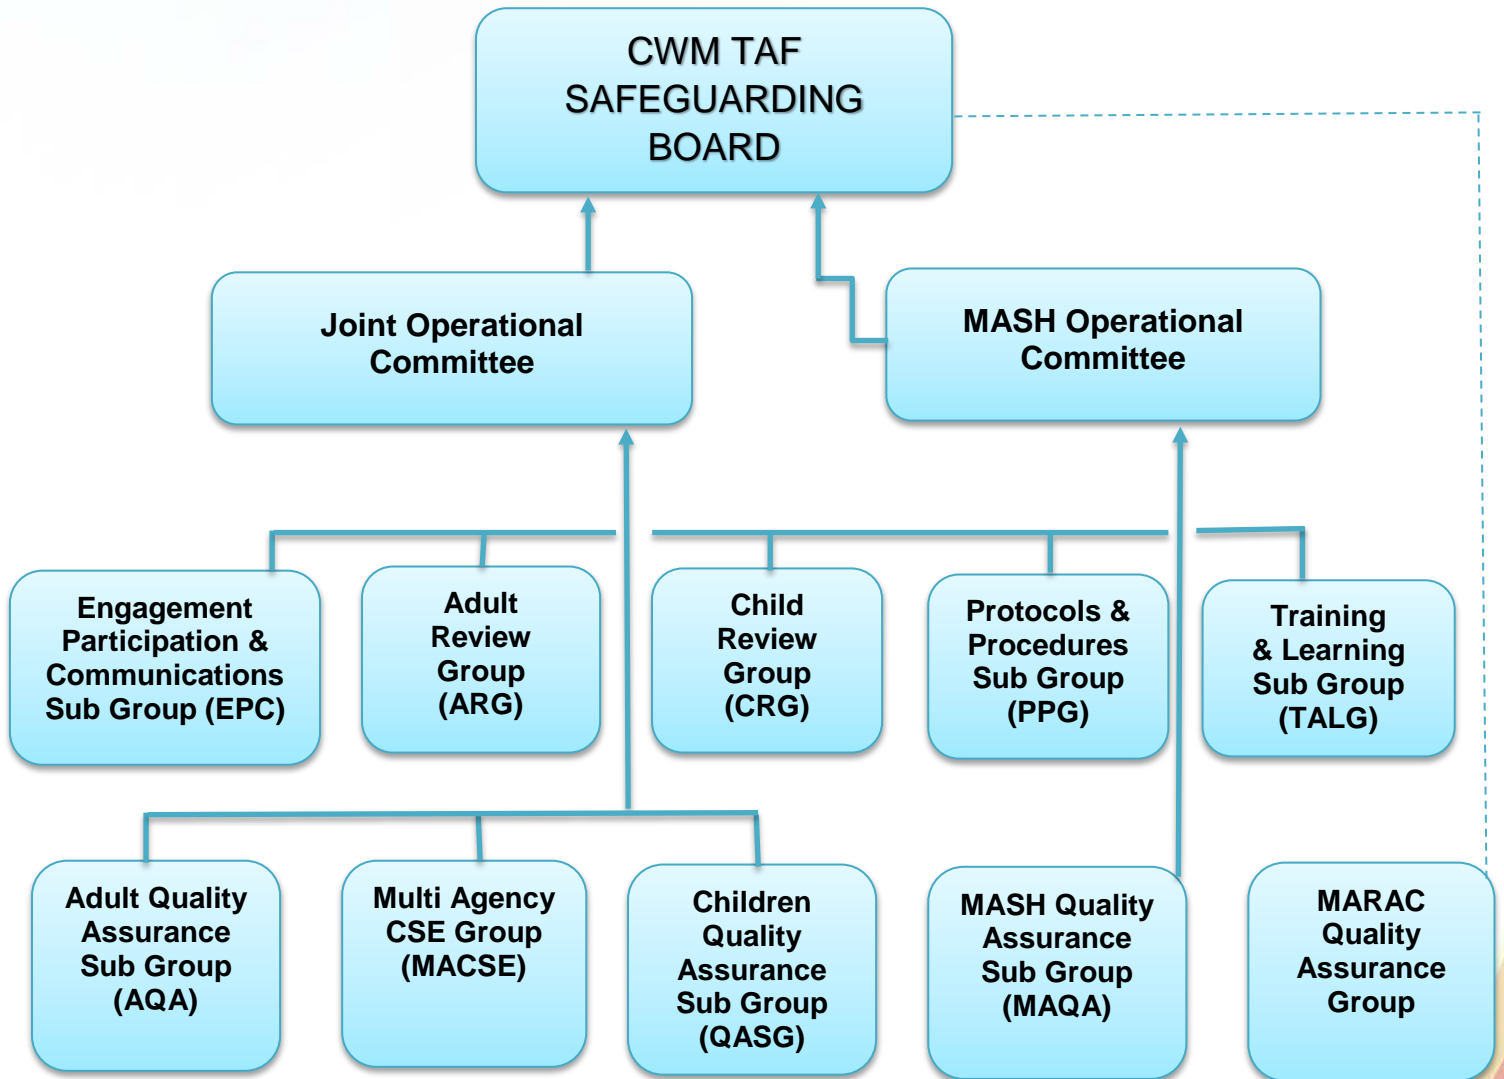 CWM TAF
SAFEGUARDING
BOARD
Joint Operational
Committee
MASH Operational
Committee
Engagement
Participation &
Communications
Sub Group (EPC)
Adult
Review
Group
(ARG)
Child
Review
Group
(CRG)
Protocols &
Procedures
Sub Group
(PPG)
Training
& Learning
Sub Group
(TALG)
Adult Quality
Assurance
Sub Group
(AQA)
Multi Agency
CSE Group
(MACSE)
Children
Quality
Assurance
Sub Group
(QASG)
MASH Quality
Assurance
Sub Group
(MAQA)
MARAC
Quality
Assurance
Group